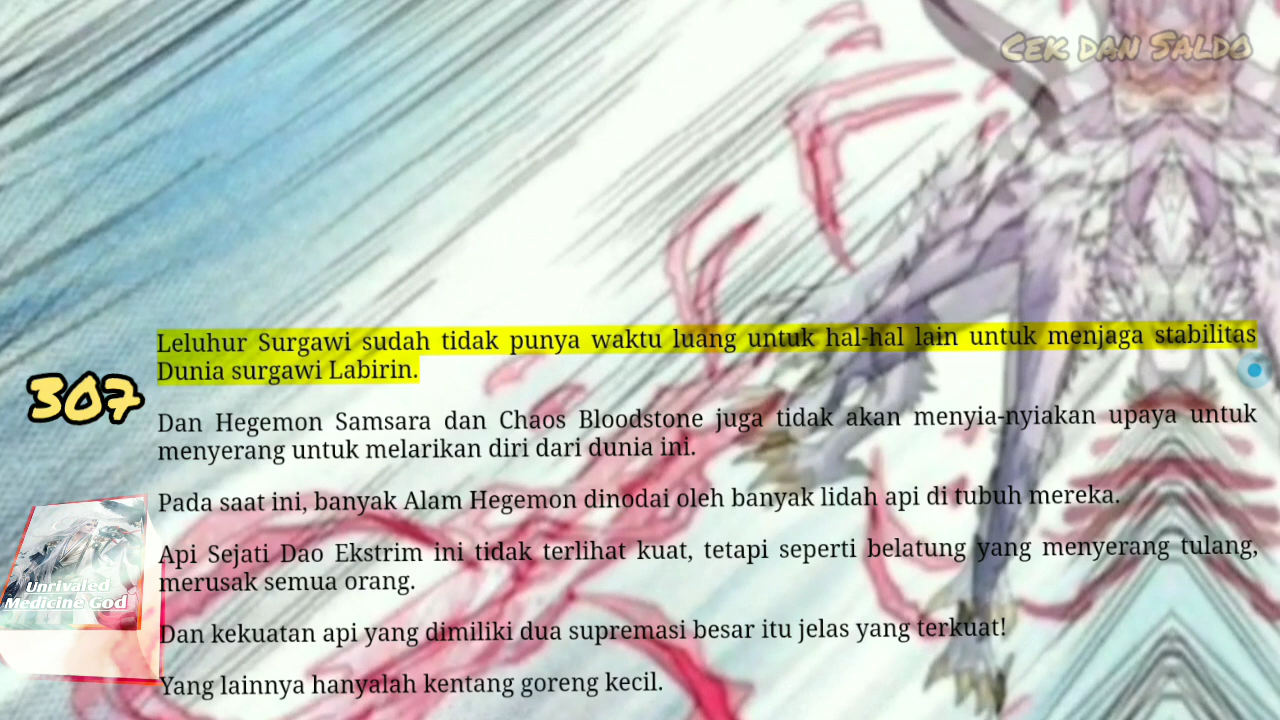 Cek dan Saldo
Leluhur Surgawi sudah tidak punya waktu luang untuk hal-hal lain untuk menjaga stabilitas
Dunia surgawi Labirin.
307
Dan Hegemon Samsara dan Chaos Bloodstone juga tidak akan menyia-nyiakan upaya untuk
menyerang untuk melarikan diri dari dunia ini.
Pada saat ini, banyak Alam Hegemon dinodai oleh banyak lidah api di tubuh mereka.
Api Sejati Dao Ekstrim ini tidak terlihat kuat, tetapi seperti belatung yang menyerang tulang,
merusak semua orang.
Unrivaled
Medicine God
Dan kekuatan api yang dimiliki dua supremasi besar itu jelas yang terkuat!
Yang lainnya hanyalah kentang goreng kecil.